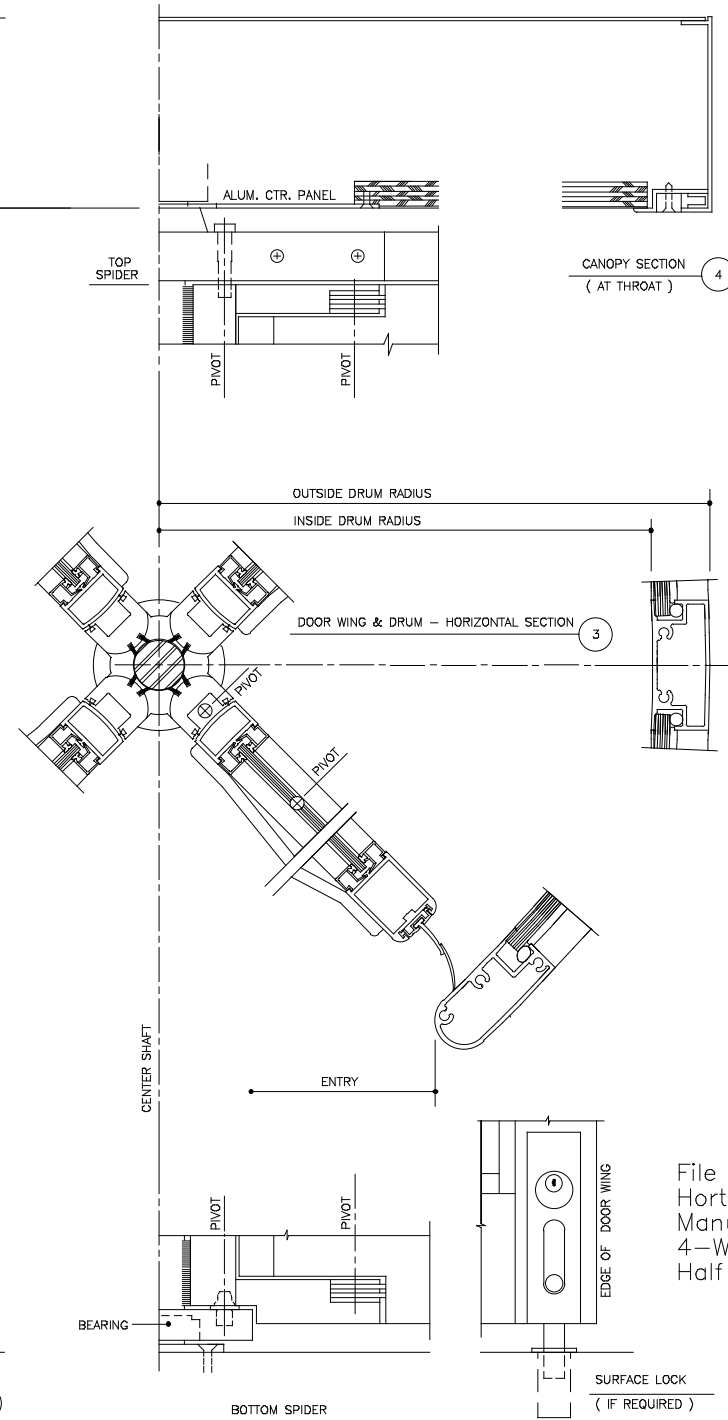 ALUM. CTR. PANEL
TOP
SPIDER
CANOPY SECTION
( AT THROAT )
4
PIVOT
PIVOT
OUTSIDE DRUM RADIUS
INSIDE DRUM RADIUS
DOOR WING & DRUM – HORIZONTAL SECTION
3
PIVOT
PIVOT
CENTER SHAFT
ENTRY
PIVOT
PIVOT
EDGE OF DOOR WING
File
Hort
Manu
4–W
Half
BEARING
SURFACE LOCK
( IF REQUIRED )
)
BOTTOM SPIDER